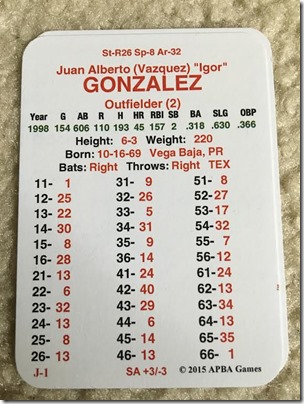 St-R26 Sp-8 Ar-32
Juan Alberto (Vazquez) "Igor"
GONZALEZ
Outfielder (2)
Year G AB R H HR RBI SB BA SLG OBP
1998 154 606 110 193 45 157 2 .318 .630 .366
Height: 6-3 Weight: 220
Born: 10-16-69 Vega Baja, PR
Bats: Right Throws: Right TEX
11- 1 31- 9 51- 8
12- 25 32- 26 52- 27
13- 22 33- 5 53- 17
14- 30 34- 31 54- 32
15- 8 35- 9 55- 7
16- 28 36- 14 56- 12
21- 13 41- 24 61- 24
22- 6 42- 40 62- 13
23- 32 43- 29 63- 34
24- 13 44- 6 64- 13
25- 8 45- 14 65- 35
26- 13 46- 13 66- 1
J-1 SA +3/-3 © 2015 APBA Games